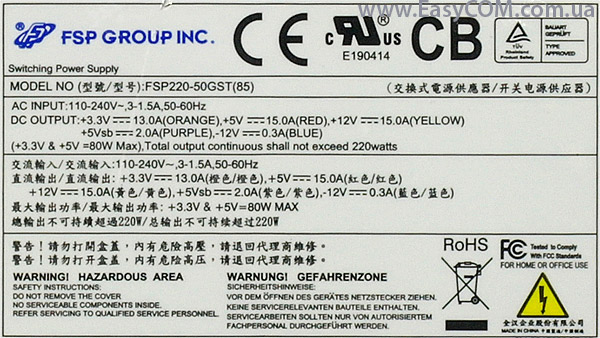 www.EasyCOM.com.ua
FSP GROUP INC.
CE
c RU US
E190414
CB
TÜV
Rheinland
Product Safety
BAUART
GEPRÜFT
TYPE
APPROVED
Switching Power Supply
MODEL NO (型號/型号):FSP220-50GST(85) (交換式電源供應器/开关电源供应器)
AC INPUT:110-240V~,3-1.5A,50-60Hz
DC OUTPUT:+3.3V⎓13.0A(ORANGE),+5V⎓15.0A(RED),+12V⎓15.0A(YELLOW)
+5Vsb⎓2.0A(PURPLE),-12V⎓0.3A(BLUE)
(+3.3V & +5V =80W Max), Total output continuous shall not exceed 220watts
交流輸入/交流输入:110-240V~,3-1.5A,50-60Hz
直流輸出/直流输出:+3.3V⎓13.0A(橙色/橙色),+5V⎓15.0A(紅色/红色)
+12V⎓15.0A(黃色/黄色),+5Vsb⎓2.0A(紫色/紫色),-12V⎓0.3A(藍色/蓝色)
最大輸出功率/最大输出功率:+3.3V &+5V=80W MAX
總輸出不可持續超過220W/总输出不可持续超过220W
警告!請勿打開盒蓋,內有危險高壓,請退回代理商維修。
警告!请勿打开盒盖,内有危险高压,请退回代理商维修。
WARNING! HAZARDOUS AREA
SAFETY INSTRUCTIONS:
DO NOT REMOVE THE COVER
NO SERVICEABLE COMPONENTS INSIDE.
REFER SERVICING TO QUALIFIED SERVICE PERSONNEL.
WARNUNG! GEFAHRENZONE
SICHERHEITSHINWEISE:
VOR DEM ÖFFNEN DES GERÄTES NETZSTECKER ZIEHEN.
KEINE SERVICERELEVANTEN BAUTEILE ENTHALTEN.
SERVICEARBEITEN SOLLTEN NUR VON AUTORISIERTEM
FACHPERSONAL DURCHGEFÜHRT WERDEN.
RoHS
FC Tested to Comply
With FCC Standards
FOR HOME OR OFFICE USE
全漢企業股份有限公司